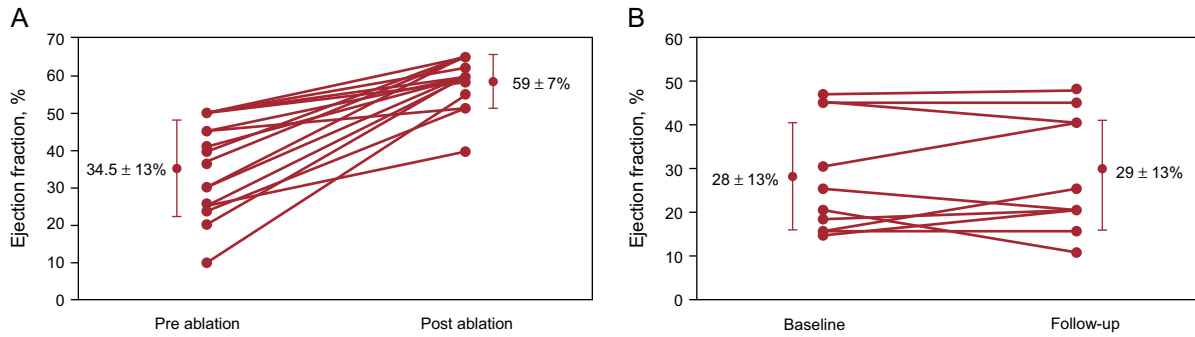 A
Ejection fraction, %
70
60
50
40
30
20
10
0
34.5 ± 13%
59 ± 7%
Pre ablation
Post ablation
B
Ejection fraction, %
60
50
40
30
20
10
60
0
28 ± 13%
29 ± 13%
Baseline
Follow-up